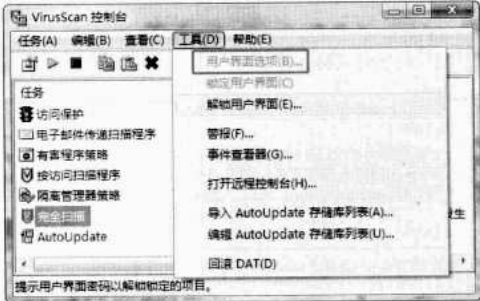 VirusScan 控制台
任务(A) 编辑(B) 查看(C) 工具(D) 帮助(E)
用户界面选项(B)...
锁定用户界面(C)
解锁用户界面(E)...
警报(F)...
事件查看器(G)...
打开远程控制台(H)...
导入 AutoUpdate 存储库列表(A)...
编辑 AutoUpdate 存储库列表(U)...
回滚 DAT(D)
任务
访问保护
电子邮件传递扫描程序
有害程序策略
按访问扫描程序
隔离管理器策略
完全扫描
AutoUpdate
生
提示用户界面密码以解锁锁定的项目。